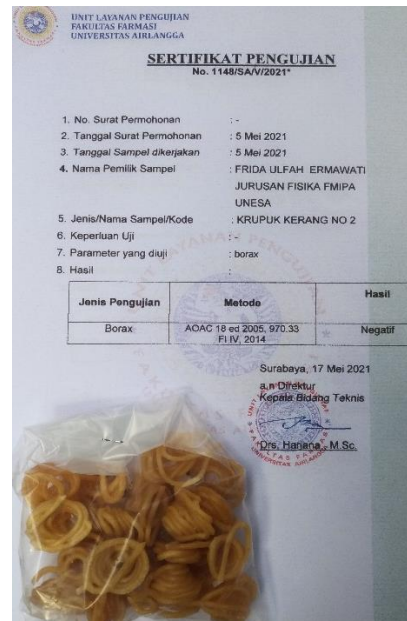 UNIT LAYANAN PENGUJIAN
FAKULTAS FARMASI
UNIVERSITAS AIRLANGGA
SERTIFIKAT PENGUJIAN
No. 1148/SA/V/2021*
1. No. Surat Permohonan : -
2. Tanggal Surat Permohonan : 5 Mei 2021
3. Tanggal Sampel dikerjakan : 5 Mei 2021
4. Nama Pemilik Sampel : FRIDA ULFAH ERMAWATI
JURUSAN FISIKA FMIPA
UNESA
5. Jenis/Nama Sampel/Kode : KRUPUK KERANG NO 2
6. Keperluan Uji : -
7. Parameter yang diuji : borax
8. Hasil :
Jenis Pengujian Metode Hasil
Borax AOAC 18 ed 2005, 970.33 Negatif
FI IV, 2014
Surabaya, 17 Mei 2021
a.n Direktur
Kepala Bidang Teknis
Drs. Harjana, M.Sc.